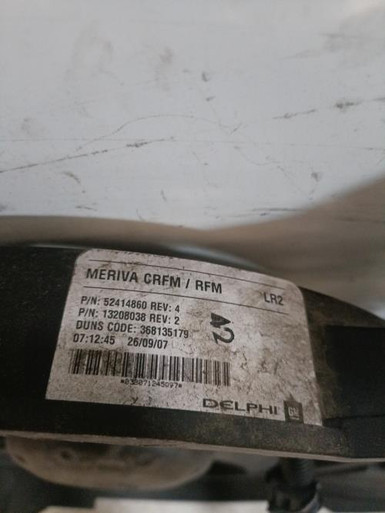 MERIVA CRFM / RFM
LR2
P/N: 52414860 REV: 4
P/N: 13208038 REV: 2
DUNS CODE: 368135179
07:12:45 26/09/07
DELPHI